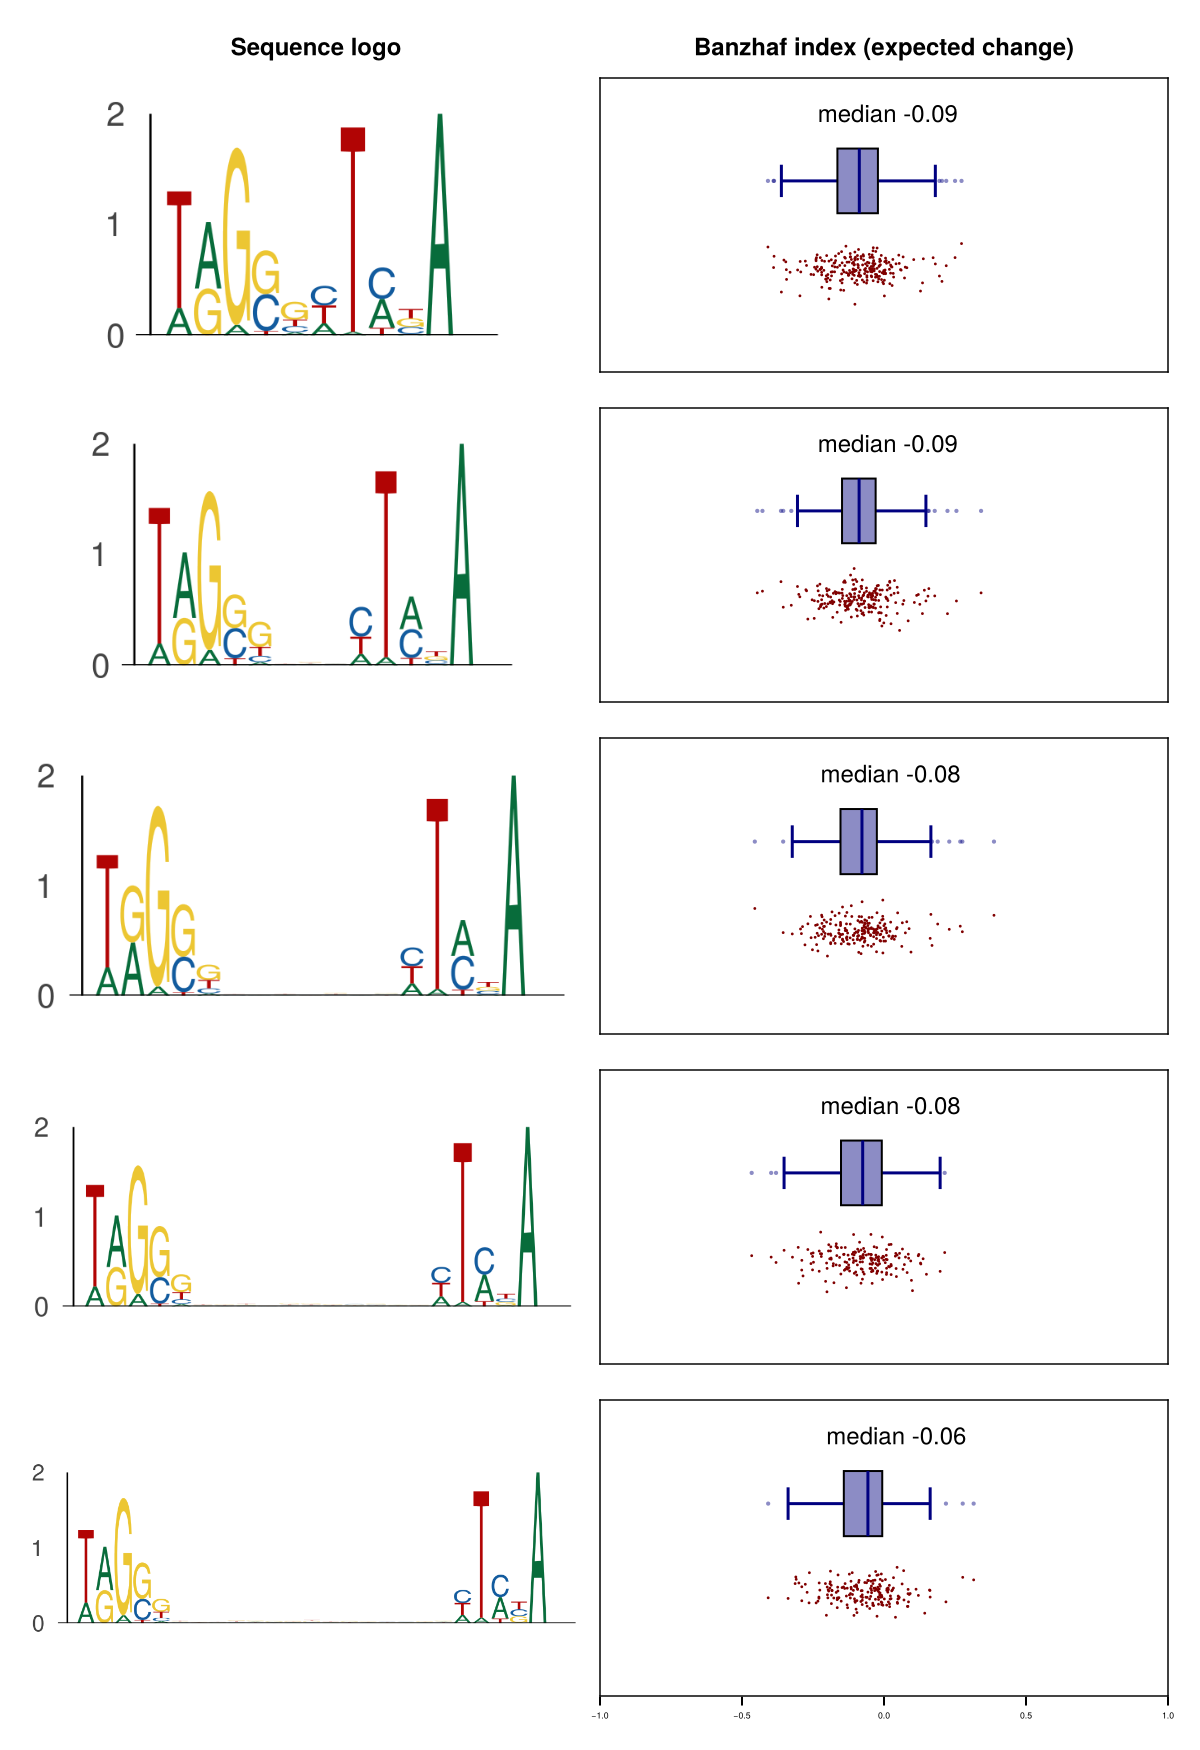 Sequence logo
Banzhaf index (expected change)
2
1
0
T A G G G C T C T A
A G A C T T A A G
median -0.09
2
1
0
median -0.09
2
1
0
median -0.08
2
1
0
median -0.08
2
1
0
median -0.06
−1.0 −0.5 0.0 0.5 1.0